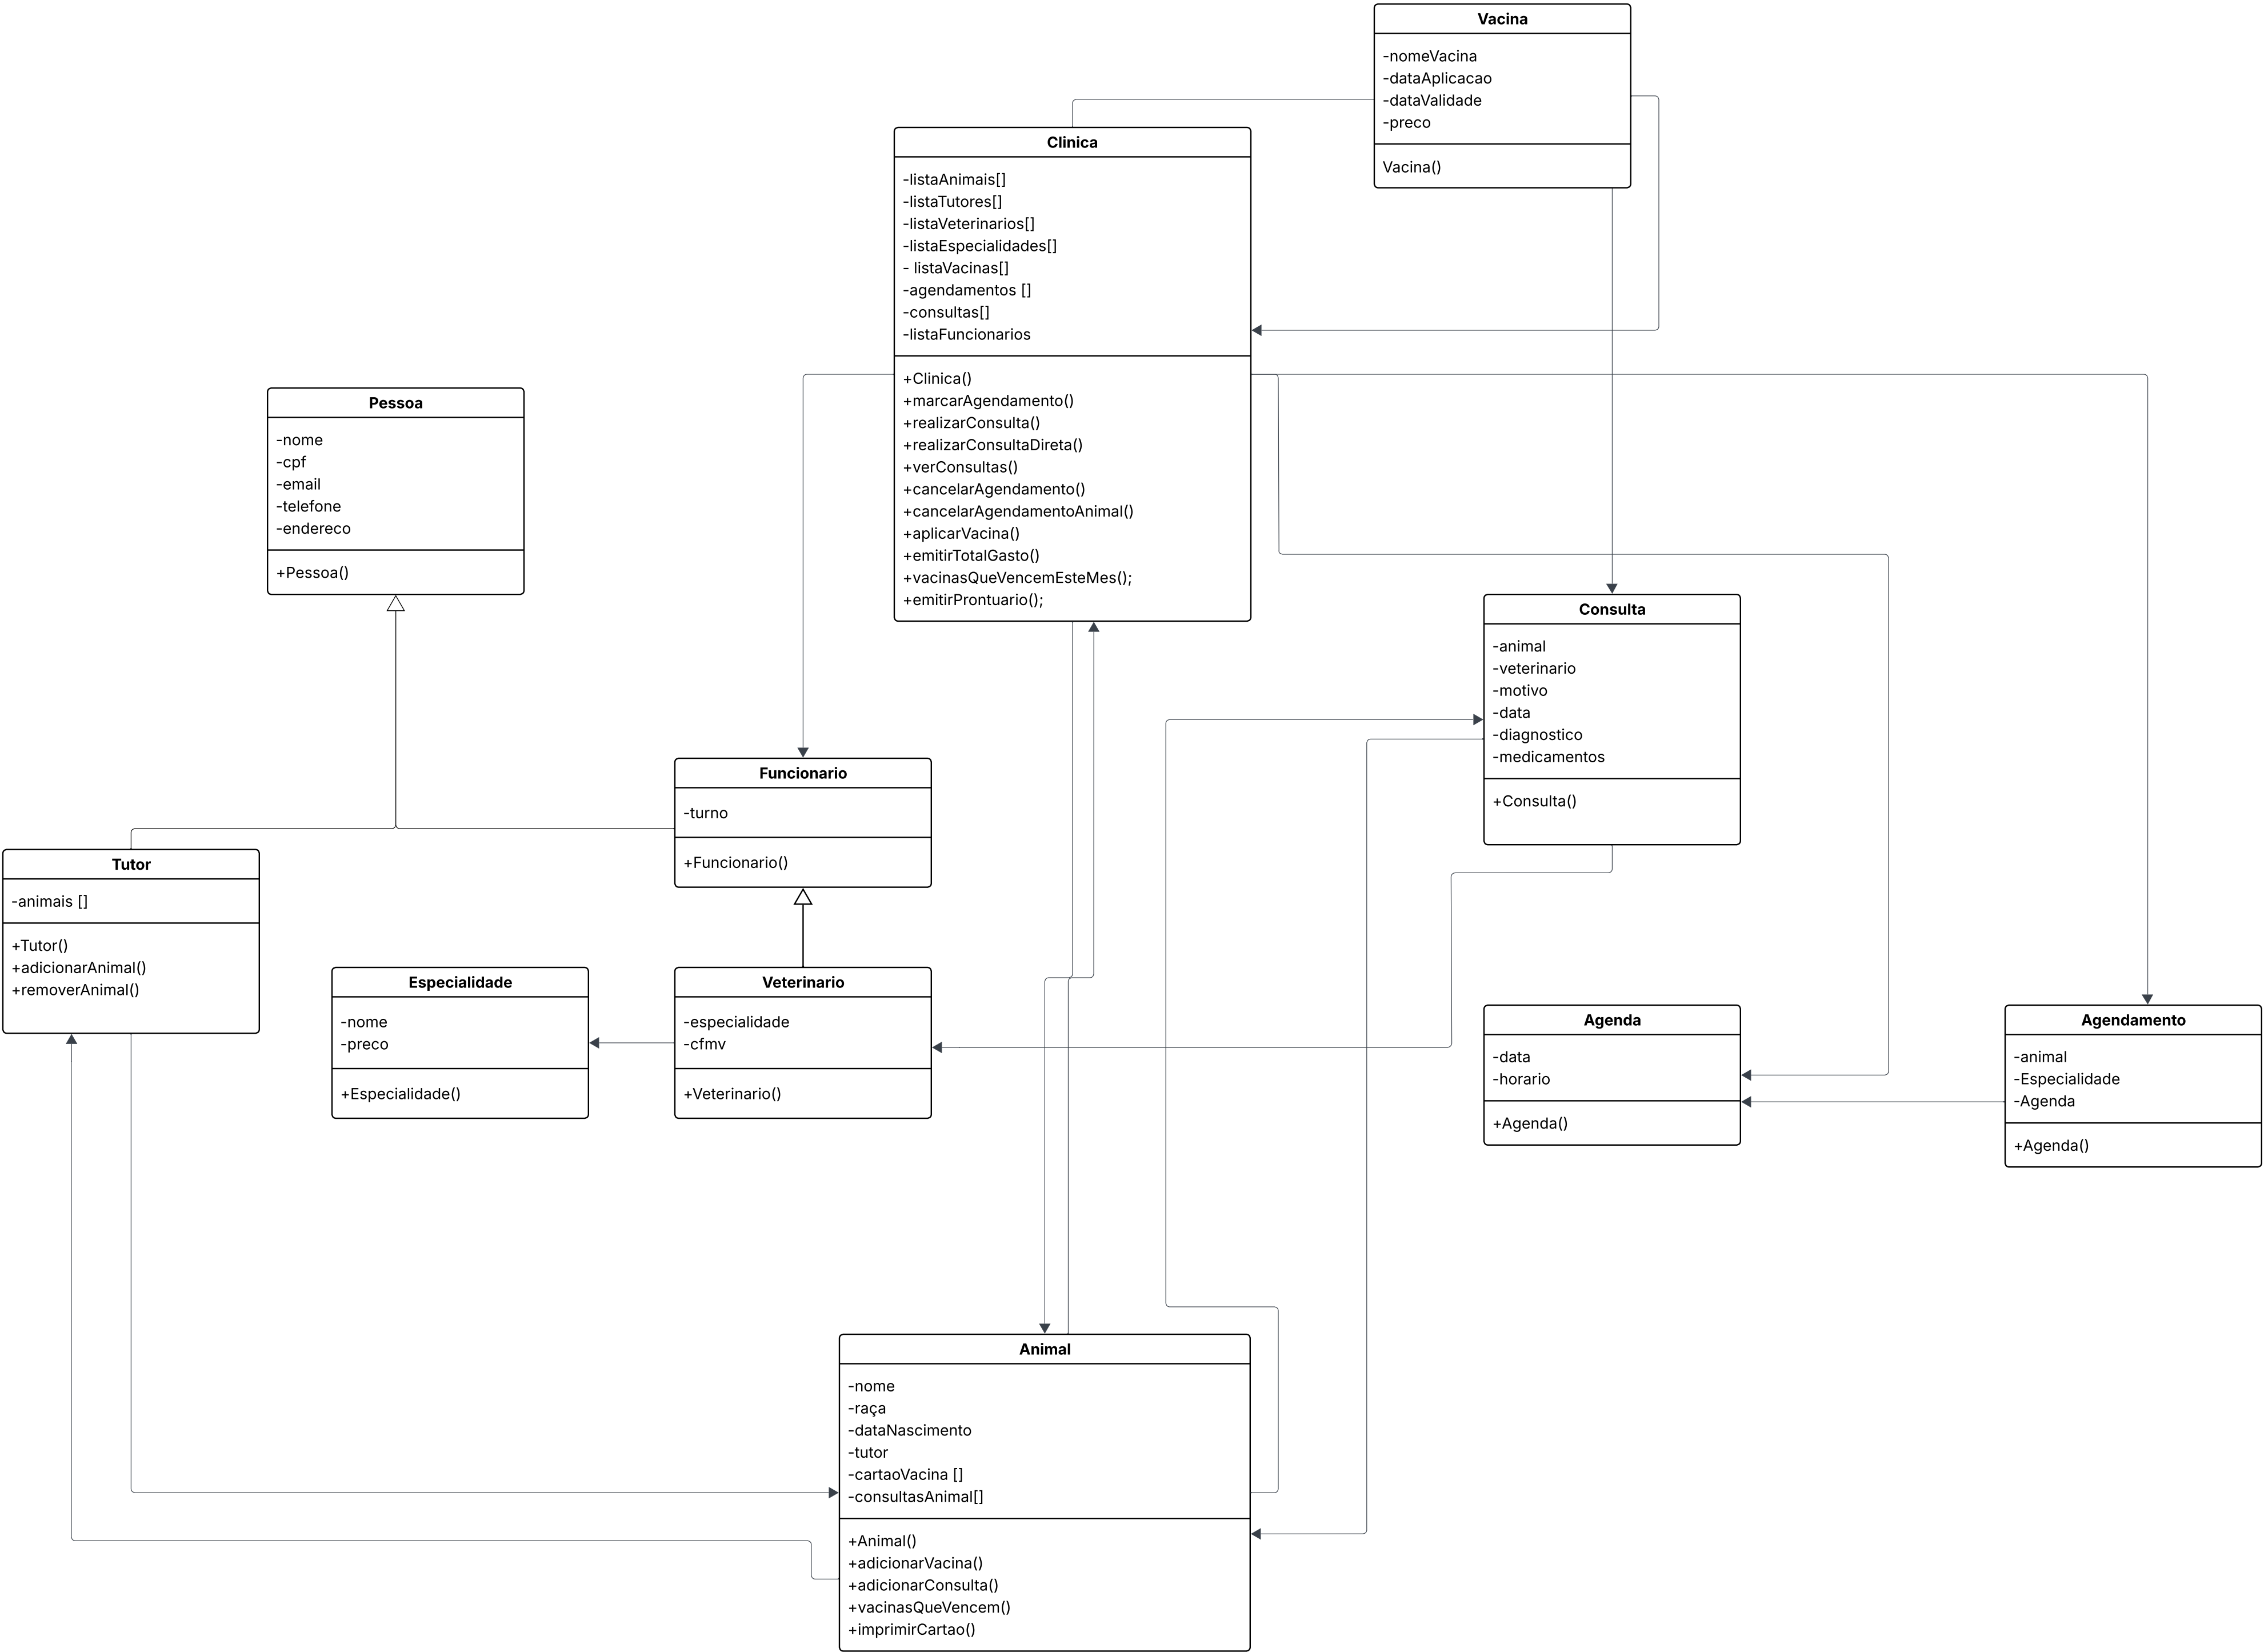 Vacina
-nomeVacina
-dataAplicacao
-dataValidade
-preco
Vacina()
Clinica
-listaAnimais[]
-listaTutores[]
-listaVeterinarios[]
-listaEspecialidades[]
- listaVacinas[]
-agendamentos []
-consultas[]
-listaFuncionarios
+Clinica()
+marcarAgendamento()
+realizarConsulta()
+realizarConsultaDireta()
+verConsultas()
+cancelarAgendamento()
+cancelarAgendamentoAnimal()
+aplicarVacina()
+emitirTotalGasto()
+vacinasQueVencemEsteMes();
+emitirProntuario();
Pessoa
-nome
-cpf
-email
-telefone
-endereco
+Pessoa()
Consulta
-animal
-veterinario
-motivo
-data
-diagnostico
-medicamentos
+Consulta()
Funcionario
-turno
+Funcionario()
Tutor
-animais []
+Tutor()
+adicionarAnimal()
+removerAnimal()
Especialidade
-nome
-preco
+Especialidade()
Veterinario
-especialidade
-cfmv
+Veterinario()
Agenda
-data
-horario
+Agenda()
Agendamento
-animal
-Especialidade
-Agenda
+Agenda()
Animal
-nome
-raça
-dataNascimento
-tutor
-cartaoVacina []
-consultasAnimal[]
+Animal()
+adicionarVacina()
+adicionarConsulta()
+vacinasQueVencem()
+imprimirCartao()